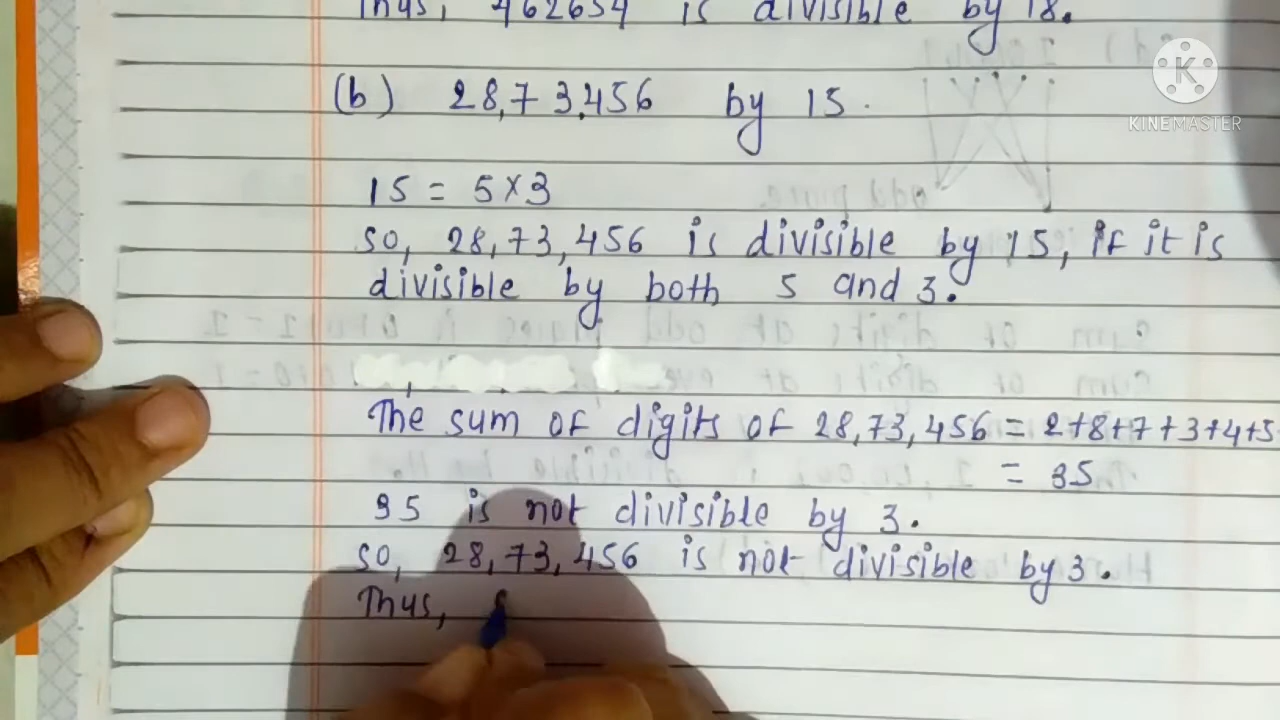 Thus, 462654 is divisible by 18.
(b) 28,73,456 by 15.
KINEMASTER
15 = 5×3
so, 28,73,456 is divisible by 15, if it is
divisible by both 5 and 3.
The sum of digits of 28,73,456 = 2+8+7+3+4+5
= 35
35 is not divisible by 3.
so, 28,73,456 is not divisible by 3.
Thus,